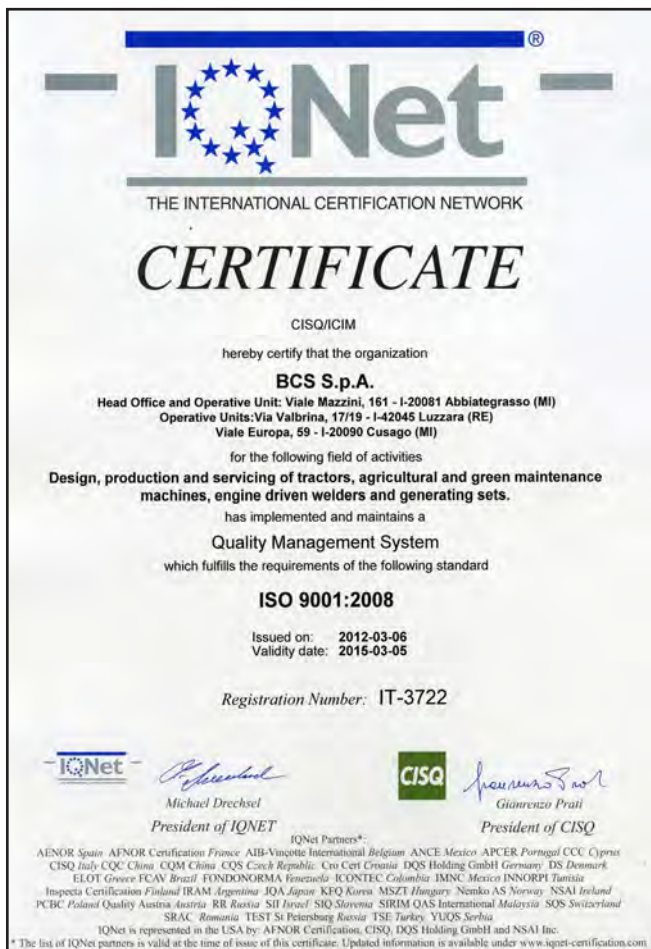 ®
IQNet
THE INTERNATIONAL CERTIFICATION NETWORK
CERTIFICATE
CISQ/ICIM
hereby certify that the organization
BCS S.p.A.
Head Office and Operative Unit: Viale Mazzini, 161 - I-20081 Abbiategrasso (MI)
Operative Units:Via Valbrina, 17/19 - I-42045 Luzzara (RE)
Viale Europa, 59 - I-20090 Cusago (MI)
for the following field of activities
Design, production and servicing of tractors, agricultural and green maintenance
machines, engine driven welders and generating sets.
has implemented and maintains a
Quality Management System
which fulfills the requirements of the following standard
ISO 9001:2008
Issued on: 2012-03-06
Validity date: 2015-03-05
Registration Number: IT-3722
IQNet
CISQ
Michael Drechsel
Gianrenzo Prati
President of IQNET
President of CISQ
IQNet Partners*:
AENOR Spain AFNOR Certification France AIB-Vinçotte International Belgium ANCE Mexico APCER Portugal CCC Cyprus
CISQ Italy CQC China CQM China CQS Czech Republic Cro Cert Croatia DQS Holding GmbH Germany DS Denmark
ELOT Greece FCAV Brazil FONDONORMA Venezuela ICONTEC Colombia IMNC Mexico INNORPI Tunisia
Inspecta Certification Finland IRAM Argentina JQA Japan KFQ Korea MSZT Hungary Nemko AS Norway NSAI Ireland
PCBC Poland Quality Austria Austria RR Russia SII Israel SIQ Slovenia SIRIM QAS International Malaysia SQS Switzerland
SRAC Romania TEST St Petersburg Russia TSE Turkey YUQS Serbia
IQNet is represented in the USA by: AFNOR Certification, CISQ, DQS Holding GmbH and NSAI Inc.
* The list of IQNet partners is valid at the time of issue of this certificate. Updated information is available under www.iqnet-certification.com